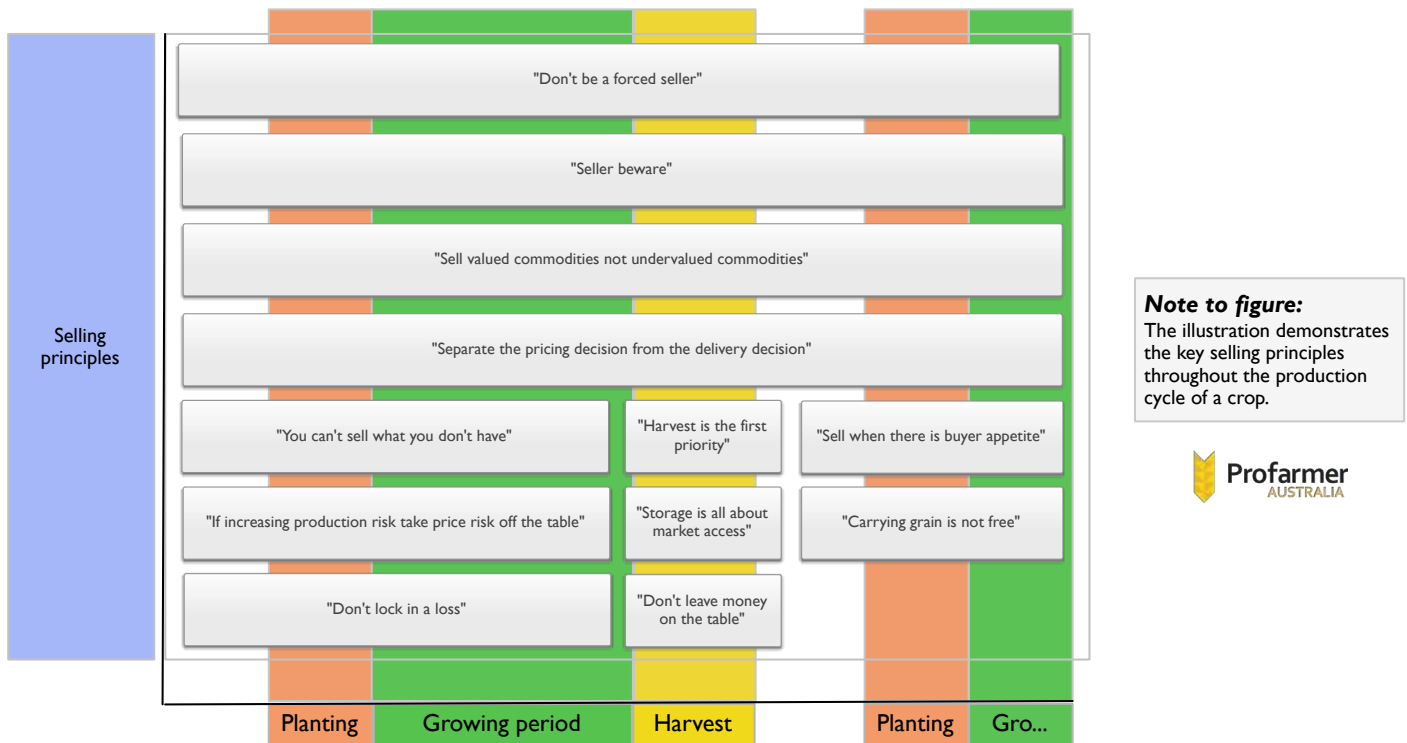 "Don't be a forced seller"
"Seller beware"
"Sell valued commodities not undervalued commodities"
Selling
principles
"Separate the pricing decision from the delivery decision"
"You can't sell what you don't have"
"Harvest is the first
priority"
"Sell when there is buyer appetite"
"If increasing production risk take price risk off the table"
"Storage is all about
market access"
"Carrying grain is not free"
"Don't lock in a loss"
"Don't leave money
on the table"
Planting
Growing period
Harvest
Planting
Gro...
Note to figure:
The illustration demonstrates
the key selling principles
throughout the production
cycle of a crop.
Profarmer
AUSTRALIA